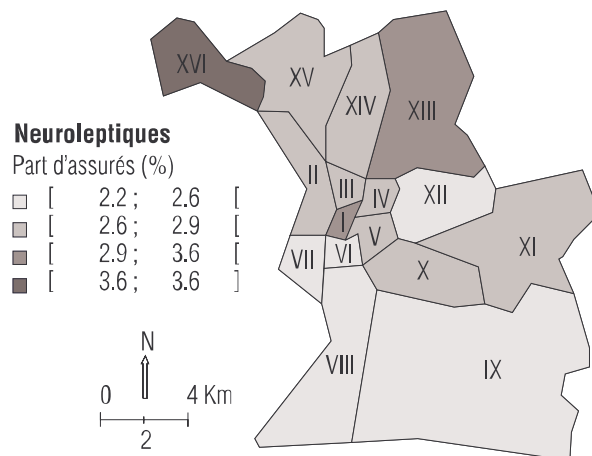 XVI
XV
XIV
XIII
Neuroleptiques
Part d'assurés (%)
[ 2.2 ; 2.6 [
[ 2.6 ; 2.9 [
[ 2.9 ; 3.6 [
[ 3.6 ; 3.6 ]
II
III
IV
XII
I
V
XI
VII
VI
X
VIII
IX
N
0 4 Km
2